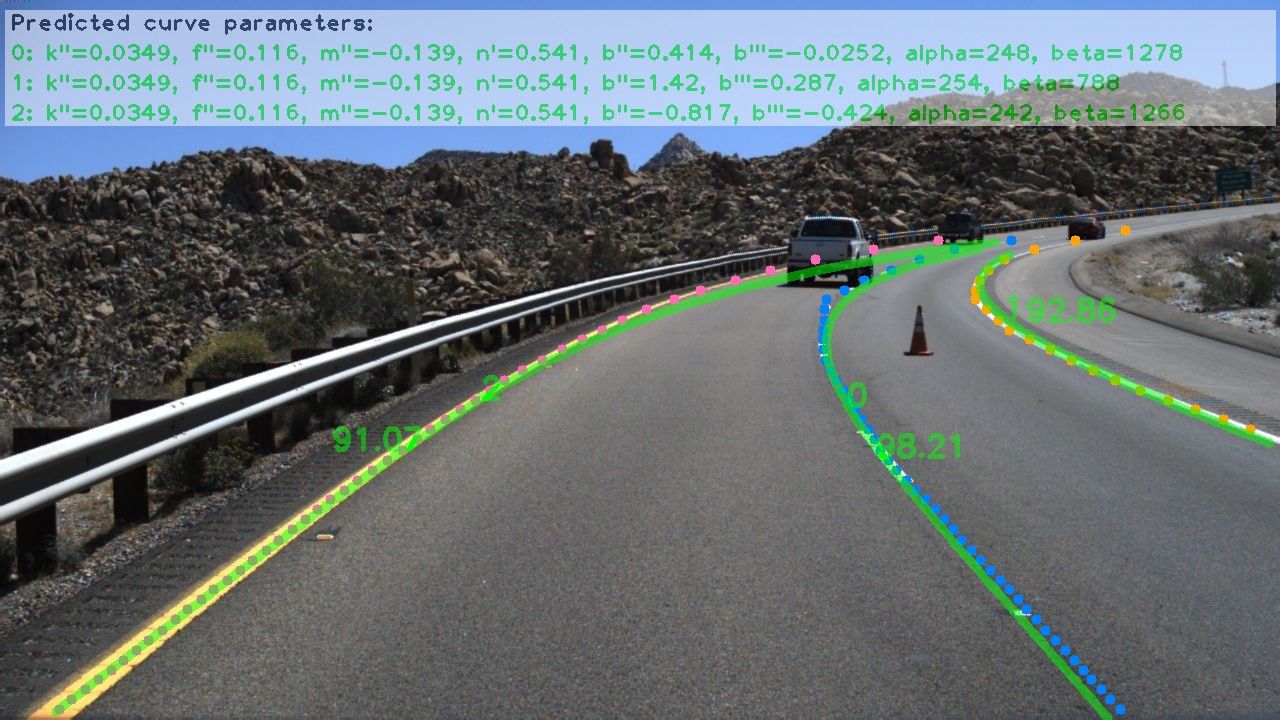 Predicted curve parameters:
0: k''=0.0349, f''=0.116, m''=-0.139, n'=0.541, b''=0.414, b'''=-0.0252, alpha=248, beta=1278
1: k''=0.0349, f''=0.116, m''=-0.139, n'=0.541, b''=1.42, b'''=0.287, alpha=254, beta=788
2: k''=0.0349, f''=0.116, m''=-0.139, n'=0.541, b''=-0.817, b'''=-0.424, alpha=242, beta=1266
192.86
2
0
91.07
98.21